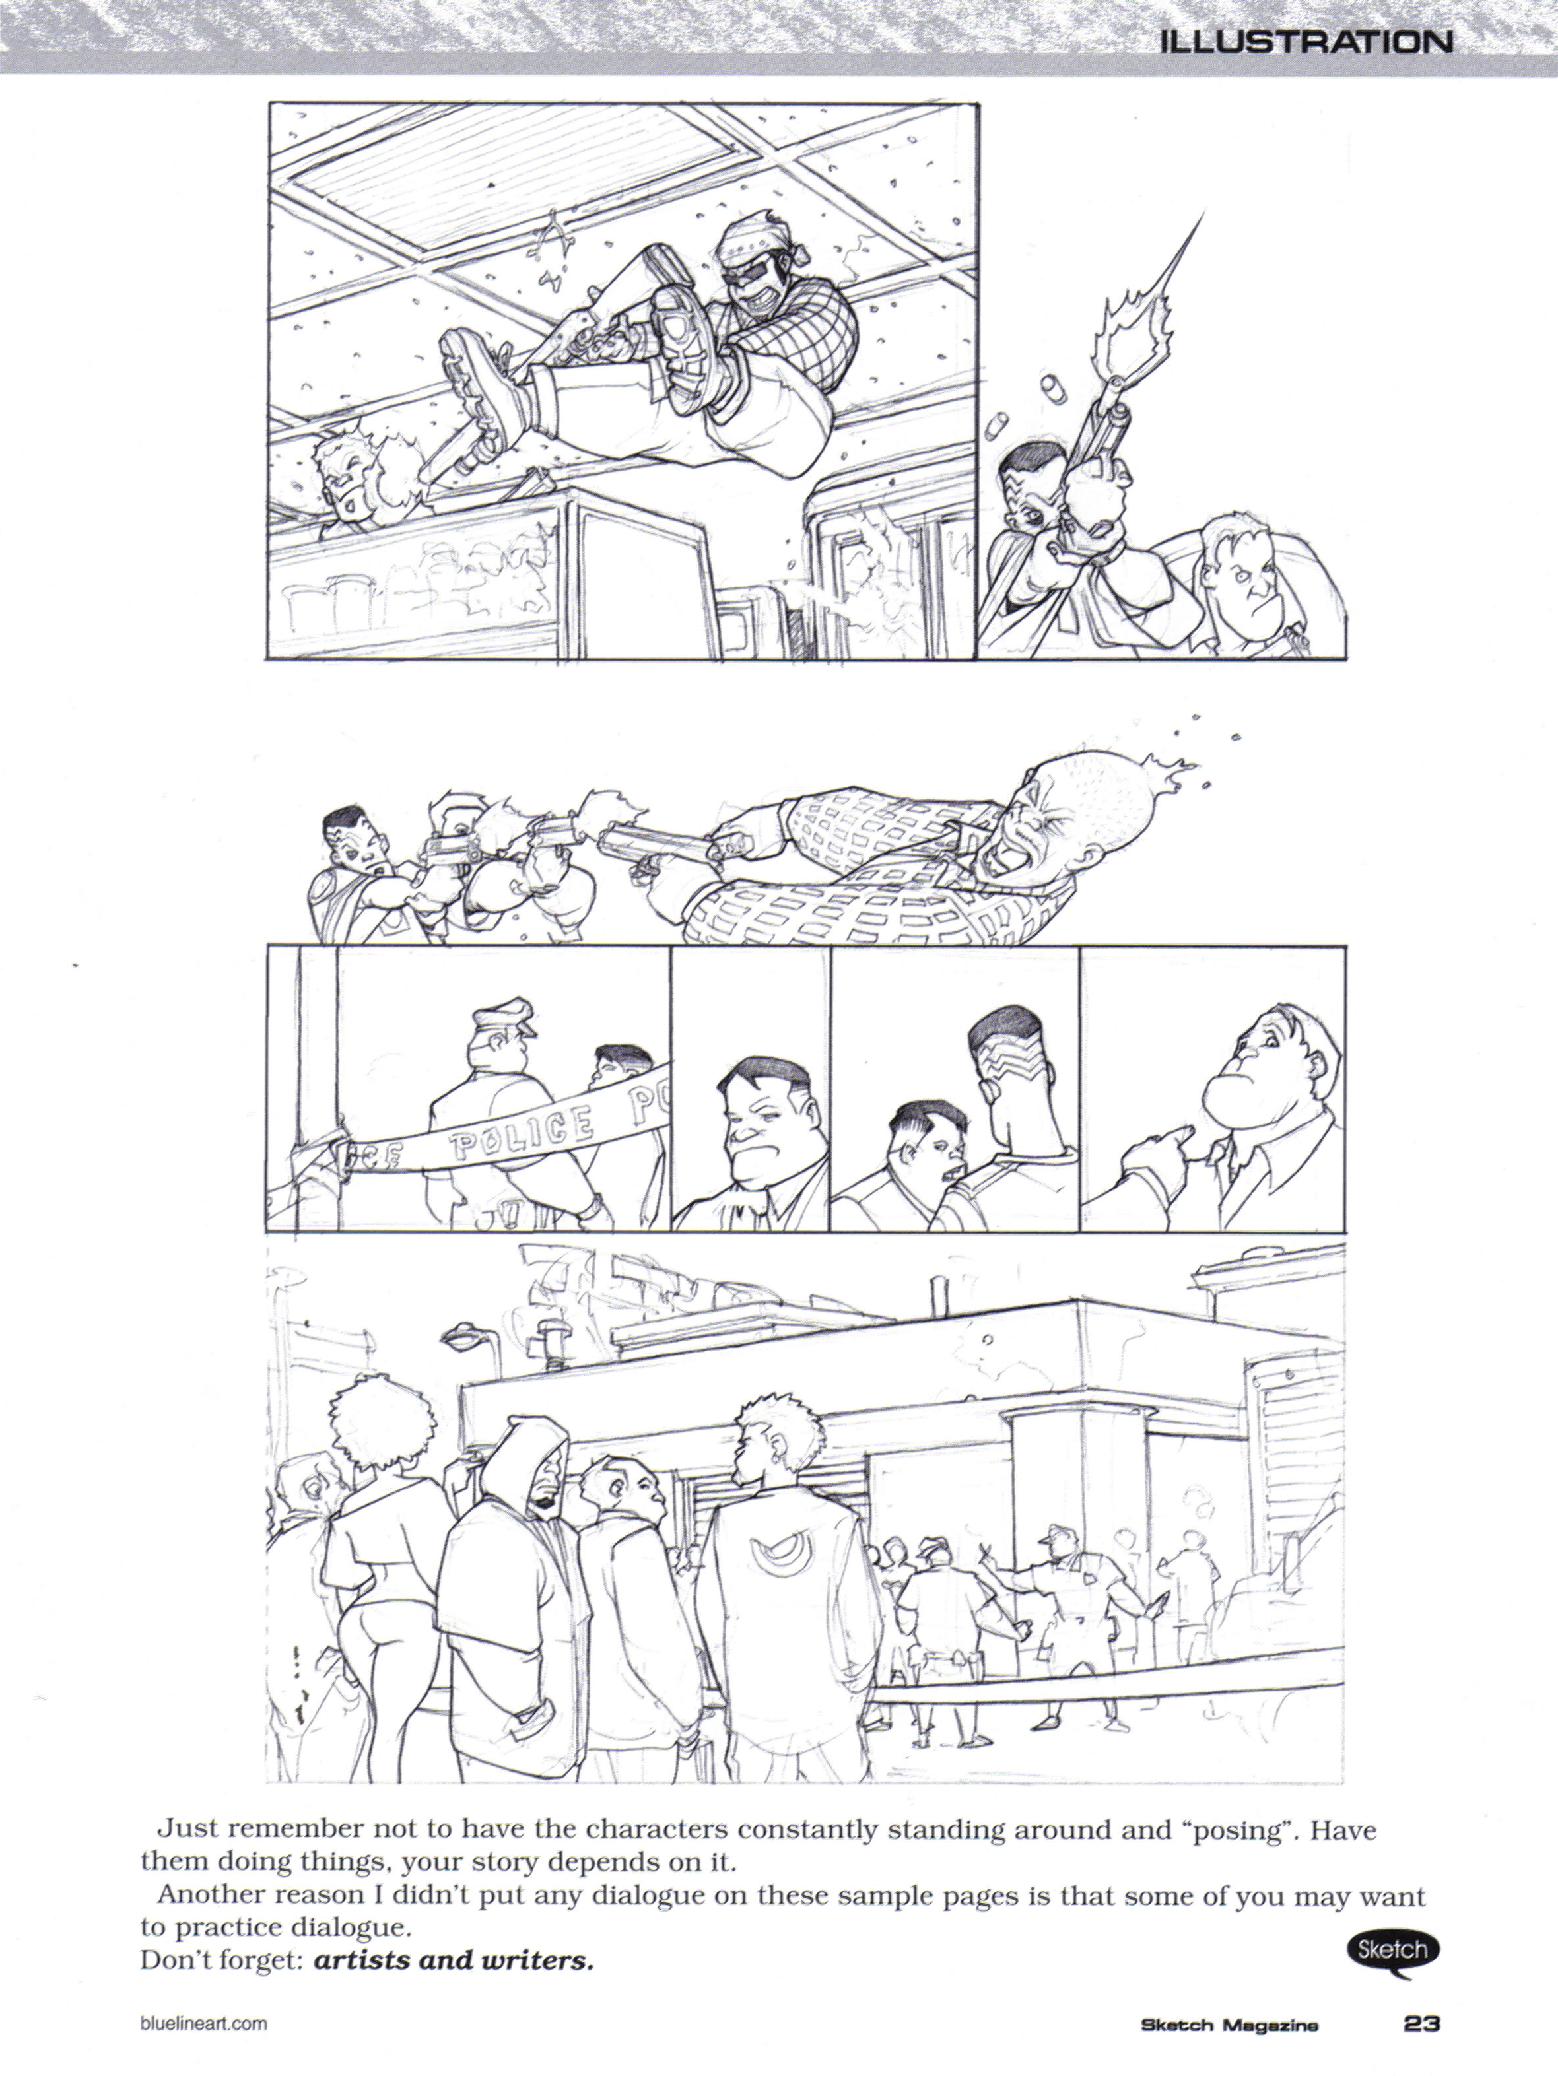 ILLUSTRATION
CE POLICE PO
Just remember not to have the characters constantly standing around and “posing”. Have
them doing things, your story depends on it.
Another reason I didn’t put any dialogue on these sample pages is that some of you may want
to practice dialogue.
Don’t forget: artists and writers.
Sketch
bluelineart.com
Sketch Magazine
23